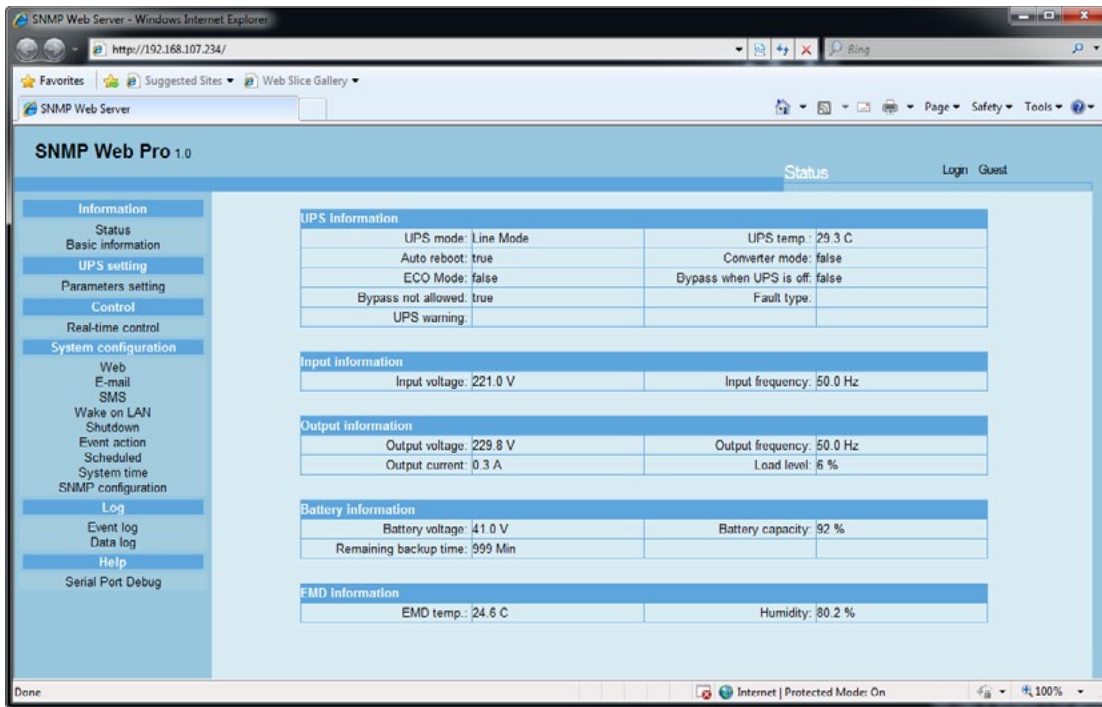 SNMP Web Server - Windows Internet Explorer
http://192.168.107.234/
Bing
Favorites Suggested Sites Web Slice Gallery
SNMP Web Server
Page Safety Tools
SNMP Web Pro 1.0
Status
Login Guest
Information
Status
Basic information
UPS setting
Parameters setting
Control
Real-time control
System configuration
Web
E-mail
SMS
Wake on LAN
Shutdown
Event action
Scheduled
System time
SNMP configuration
Log
Event log
Data log
Help
Serial Port Debug
UPS Information
UPS mode: Line Mode UPS temp.: 29.3 C
Auto reboot: true Converter mode: false
ECO Mode: false Bypass when UPS is off: false
Bypass not allowed: true Fault type:
UPS warning:
Input information
Input voltage: 221.0 V Input frequency: 50.0 Hz
Output information
Output voltage: 229.8 V Output frequency: 50.0 Hz
Output current: 0.3 A Load level: 6 %
Battery information
Battery voltage: 41.0 V Battery capacity: 92 %
Remaining backup time: 999 Min
EMD Information
EMD temp.: 24.6 C Humidity: 80.2 %
Done
Internet | Protected Mode: On
100%